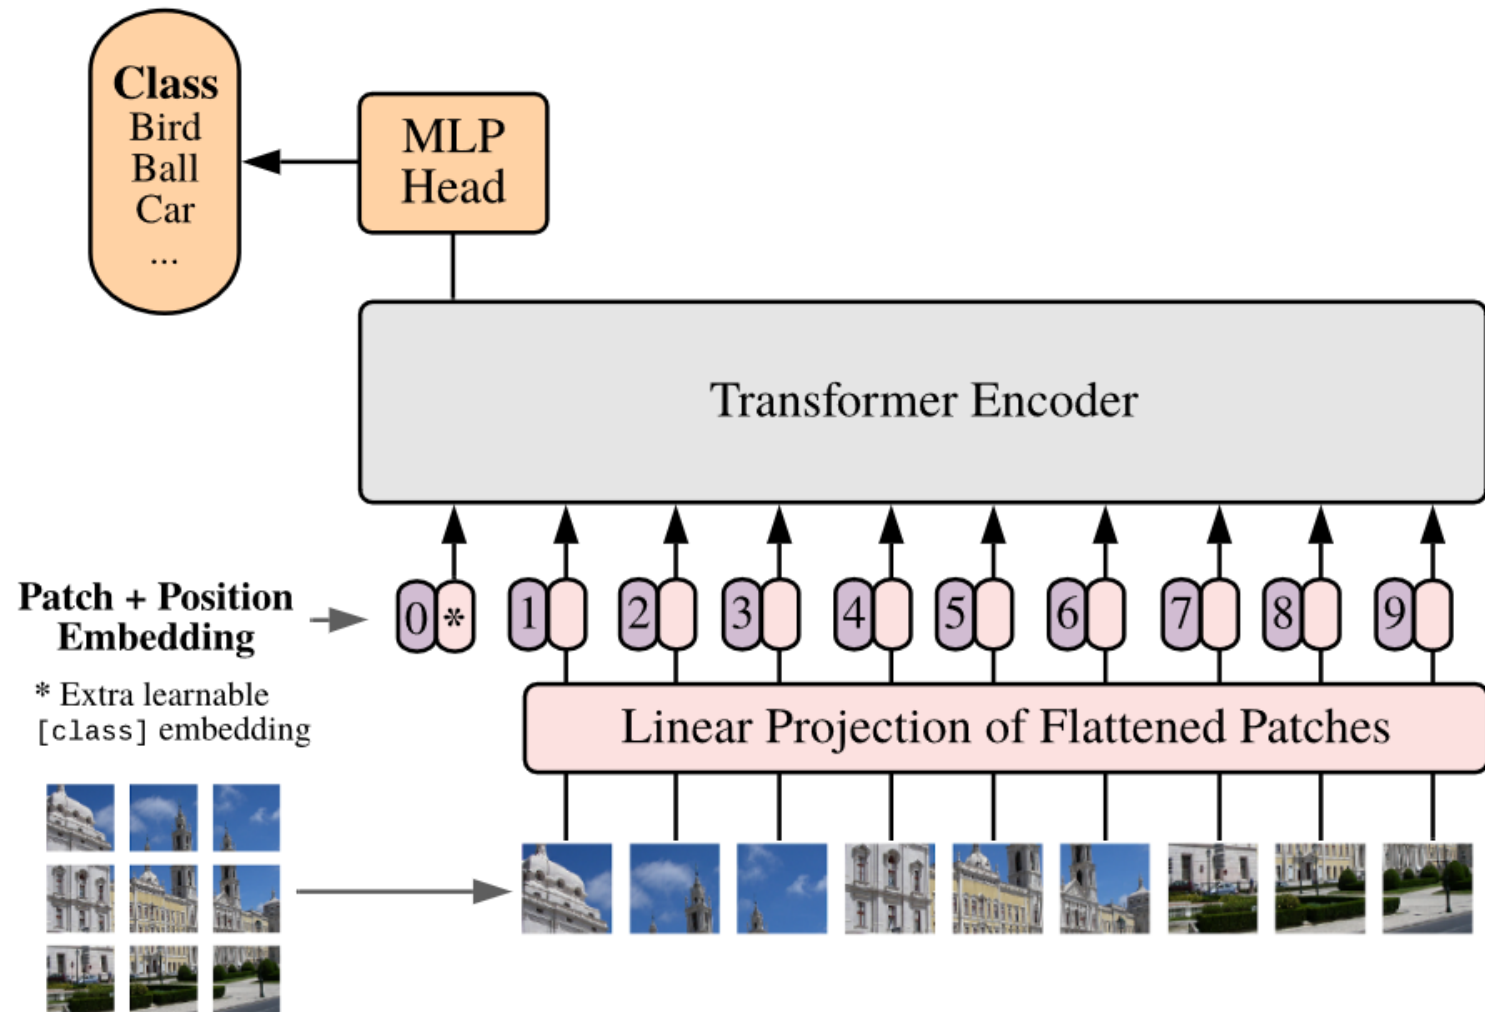 Class
Bird
Ball
Car
...
MLP
Head
Transformer Encoder
Patch + Position
Embedding
0 * 1 2 3 4 5 6 7 8 9
* Extra learnable
[class] embedding
Linear Projection of Flattened Patches